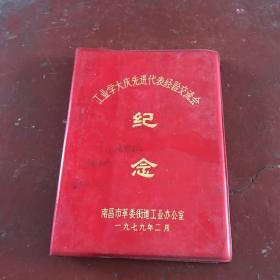 工业学大庆先进代表经验交流会
纪
念
南昌市革委街道工业办公室
一九七九年二月